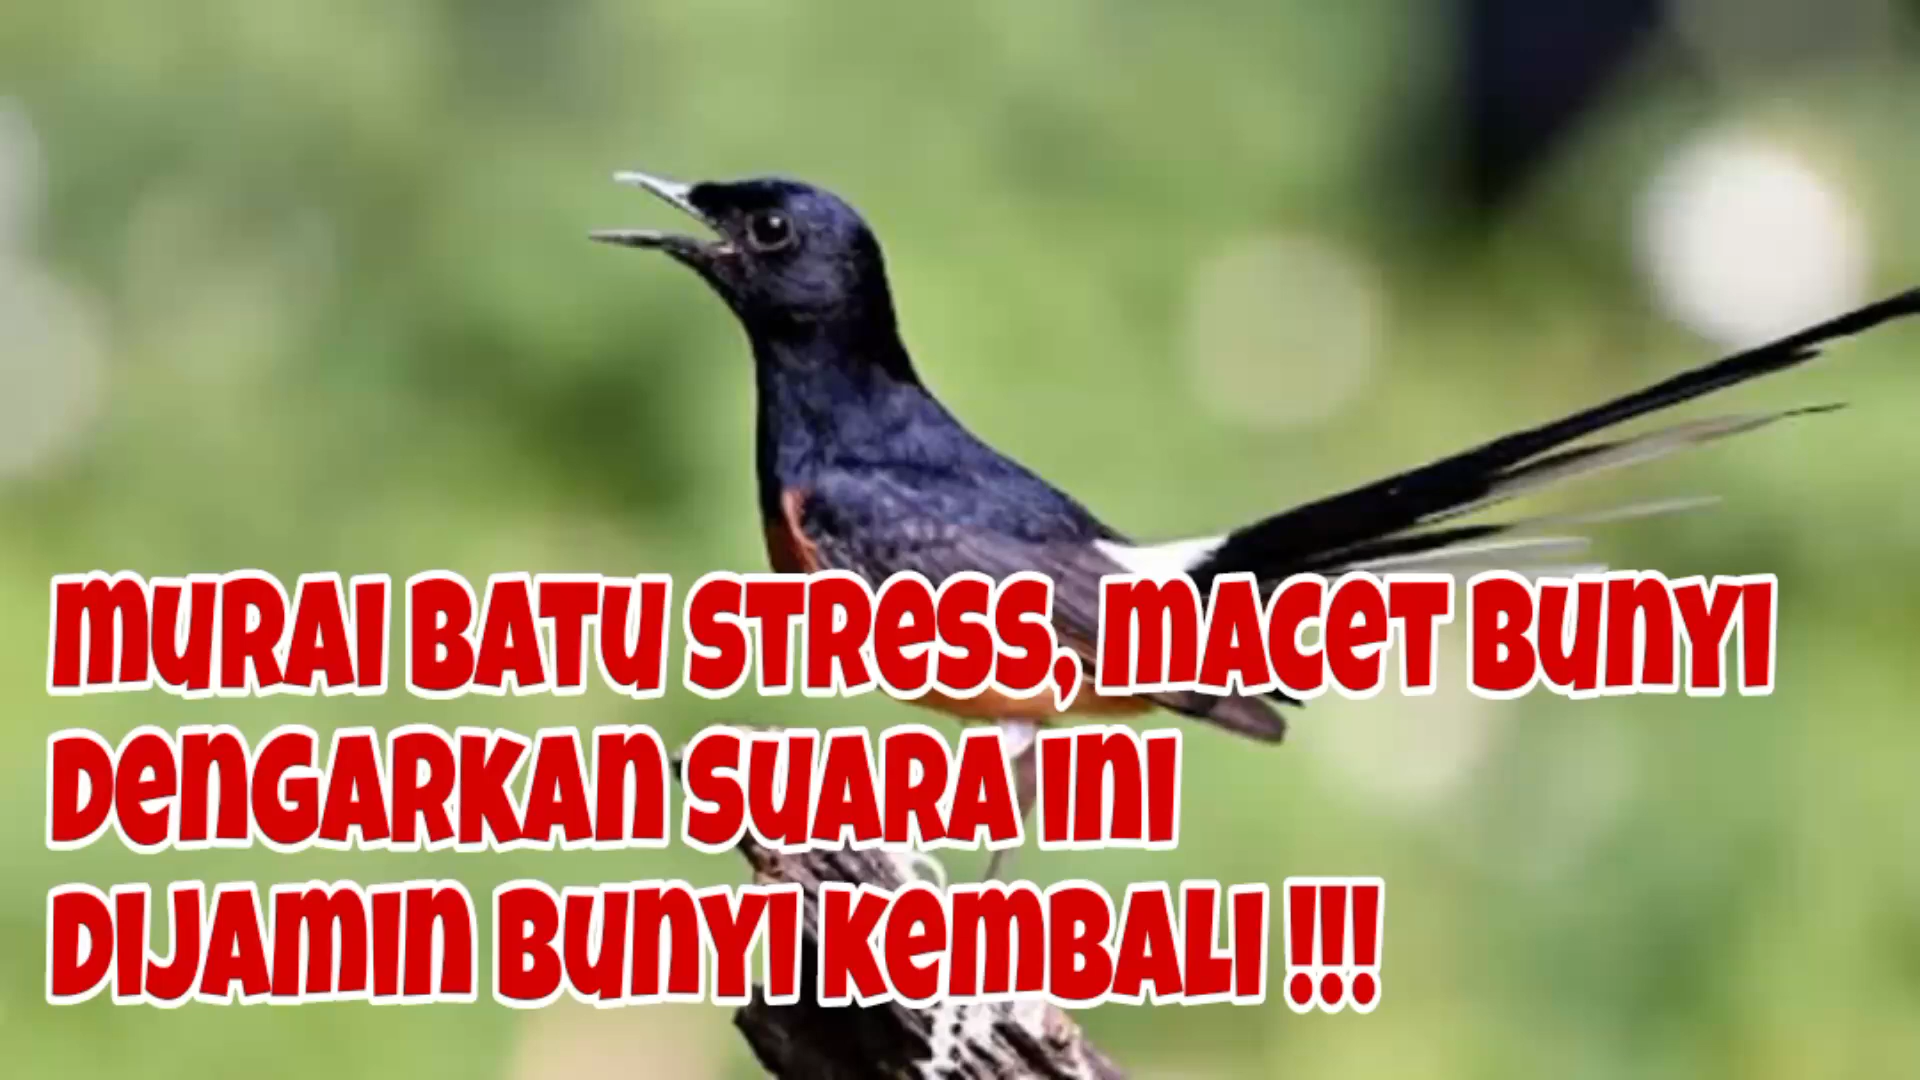 MURAI BATU STRESS, MACET BUNYI
DENGARKAN SUARA INI
DIJAMIN BUNYI KEMBALI !!!